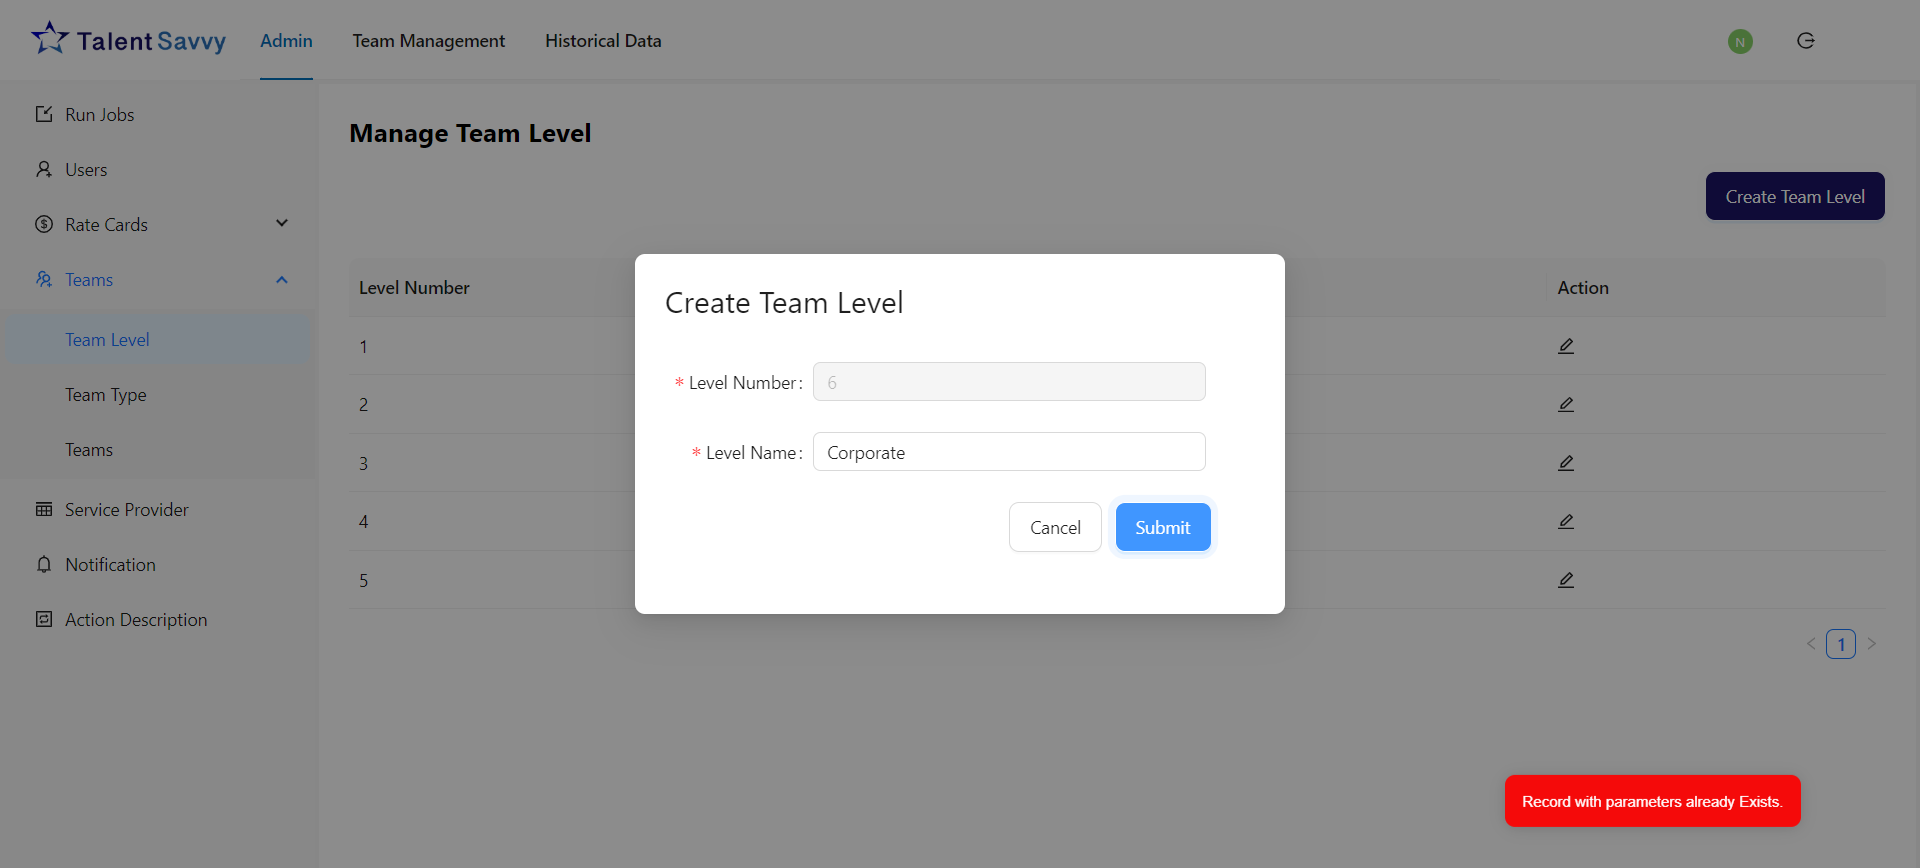 Talent Savvy
Admin
Team Management
Historical Data
N
Run Jobs
Users
Rate Cards
Teams
Team Level
Team Type
Teams
Service Provider
Notification
Action Description
Manage Team Level
Create Team Level
Level Number
Action
1
2
3
4
5
1
Create Team Level
* Level Number:
6
* Level Name:
Corporate
Cancel
Submit
Record with parameters already Exists.